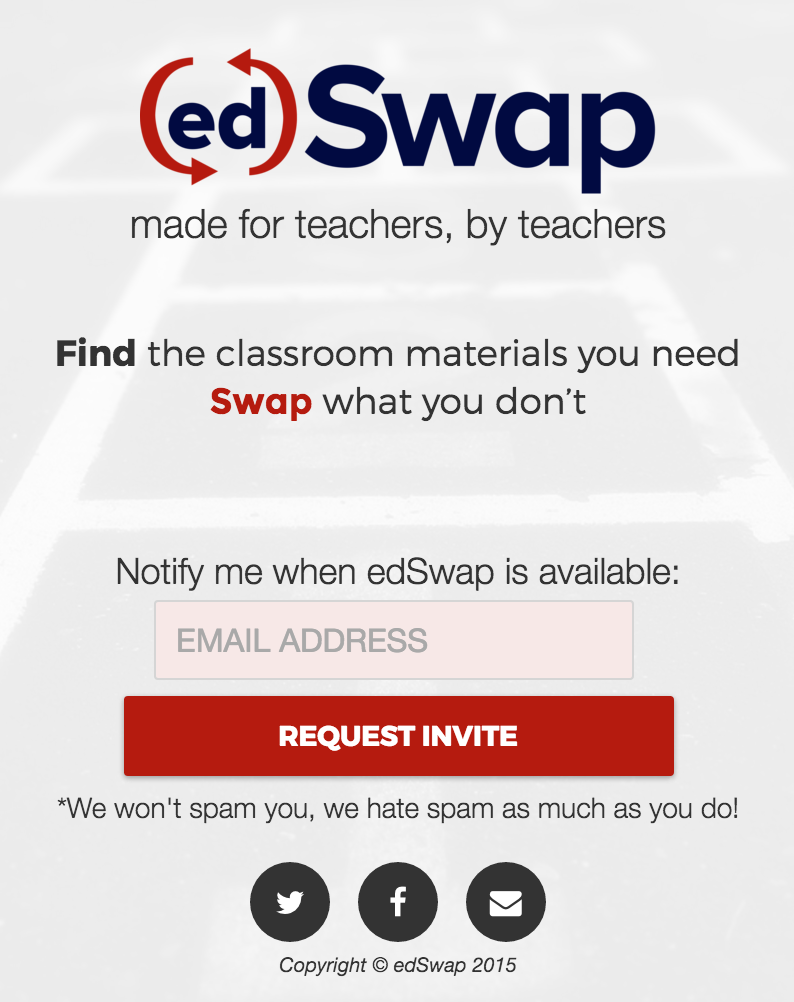 edSwap
made for teachers, by teachers
Find the classroom materials you need
Swap what you don’t
Notify me when edSwap is available:
EMAIL ADDRESS
REQUEST INVITE
*We won't spam you, we hate spam as much as you do!
Copyright © edSwap 2015